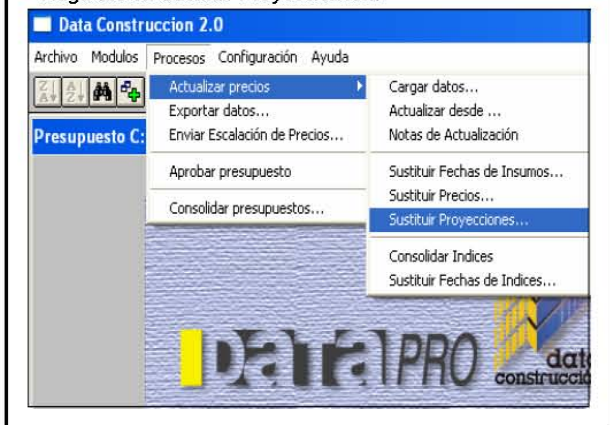 Data Construccion 2.0
Archivo Modulos Procesos Configuración Ayuda
Actualizar precios
Exportar datos...
Enviar Escalación de Precios...
Aprobar presupuesto
Consolidar presupuestos...
Cargar datos...
Actualizar desde ...
Notas de Actualización
Sustituir Fechas de Insumos...
Sustituir Precios...
Sustituir Proyecciones...
Consolidar Indices
Sustituir Fechas de Indices...
Presupuesto C:
Data PRO